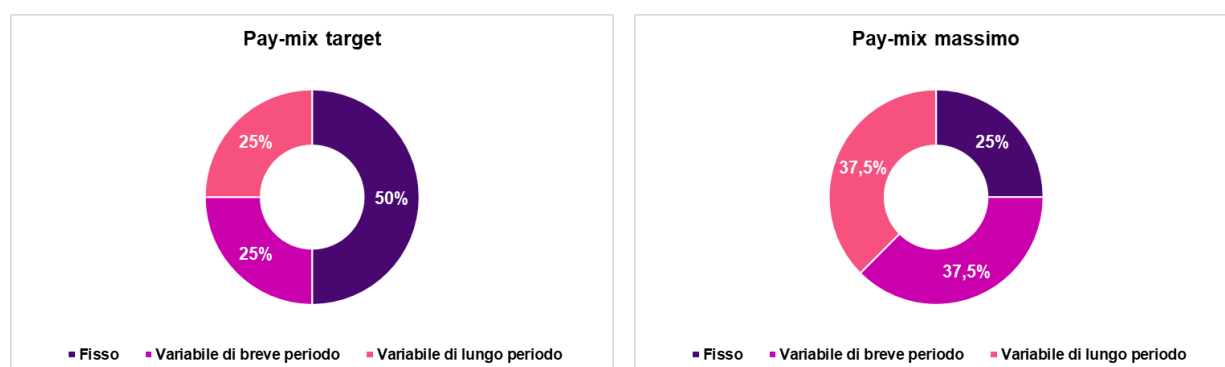 Pay-mix target
25%
50%
25%
Fisso Variabile di breve periodo Variabile di lungo periodo
Pay-mix massimo
25%
37,5%
37,5%
Fisso Variabile di breve periodo Variabile di lungo periodo